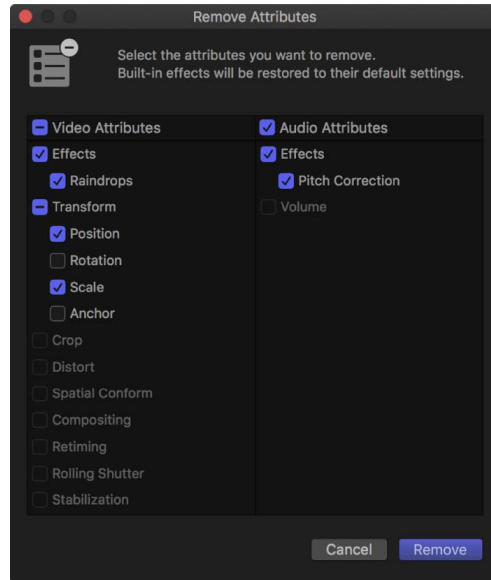 Remove Attributes
Select the attributes you want to remove.
Built-in effects will be restored to their default settings.
Video Attributes
Effects
Raindrops
Transform
Position
Rotation
Scale
Anchor
Crop
Distort
Spatial Conform
Compositing
Retiming
Rolling Shutter
Stabilization
Audio Attributes
Effects
Pitch Correction
Volume
Cancel
Remove